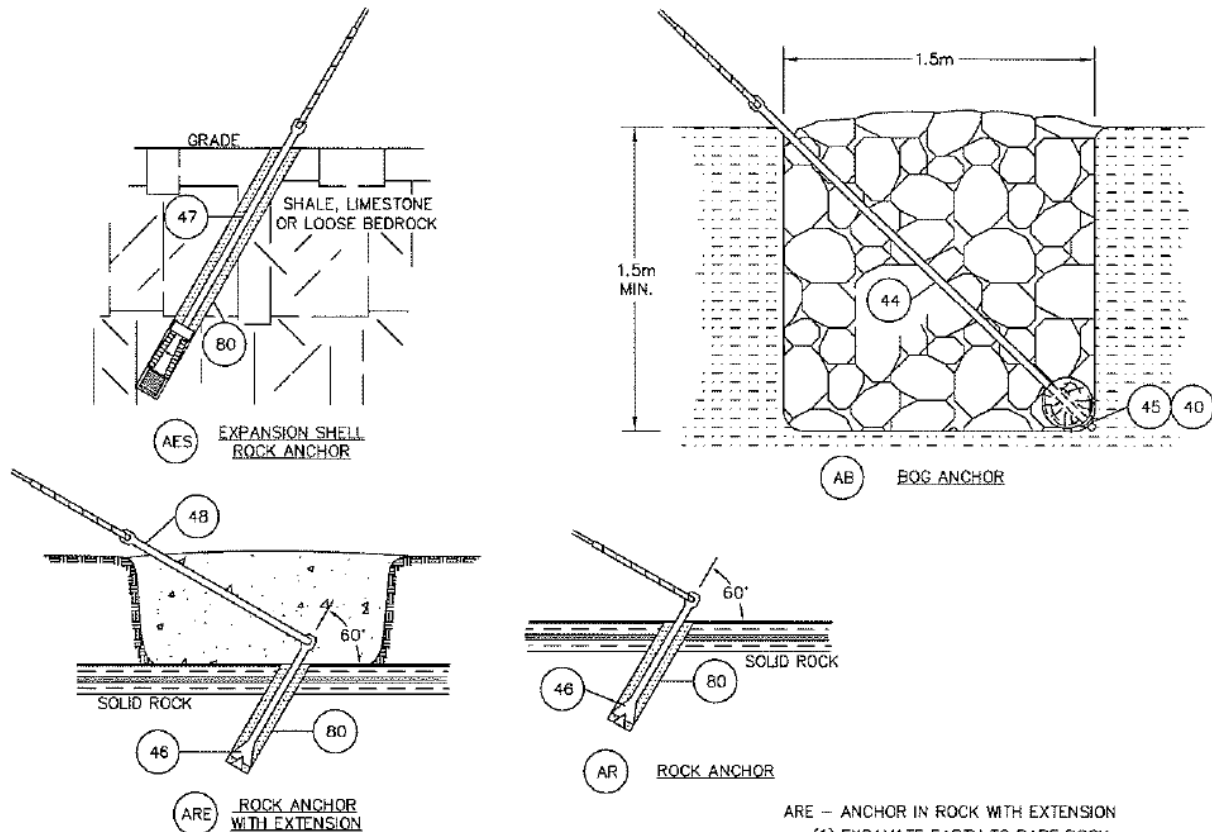 1.5m
GRADE
47
SHALE, LIMESTONE
OR LOOSE BEDROCK
80
AES
EXPANSION SHELL
ROCK ANCHOR
1.5m
MIN.
44
45
40
AB
BOG ANCHOR
48
60°
SOLID ROCK
46
80
ARE
ROCK ANCHOR
WITH EXTENSION
60°
SOLID ROCK
46
80
AR
ROCK ANCHOR
ARE – ANCHOR IN ROCK WITH EXTENSION